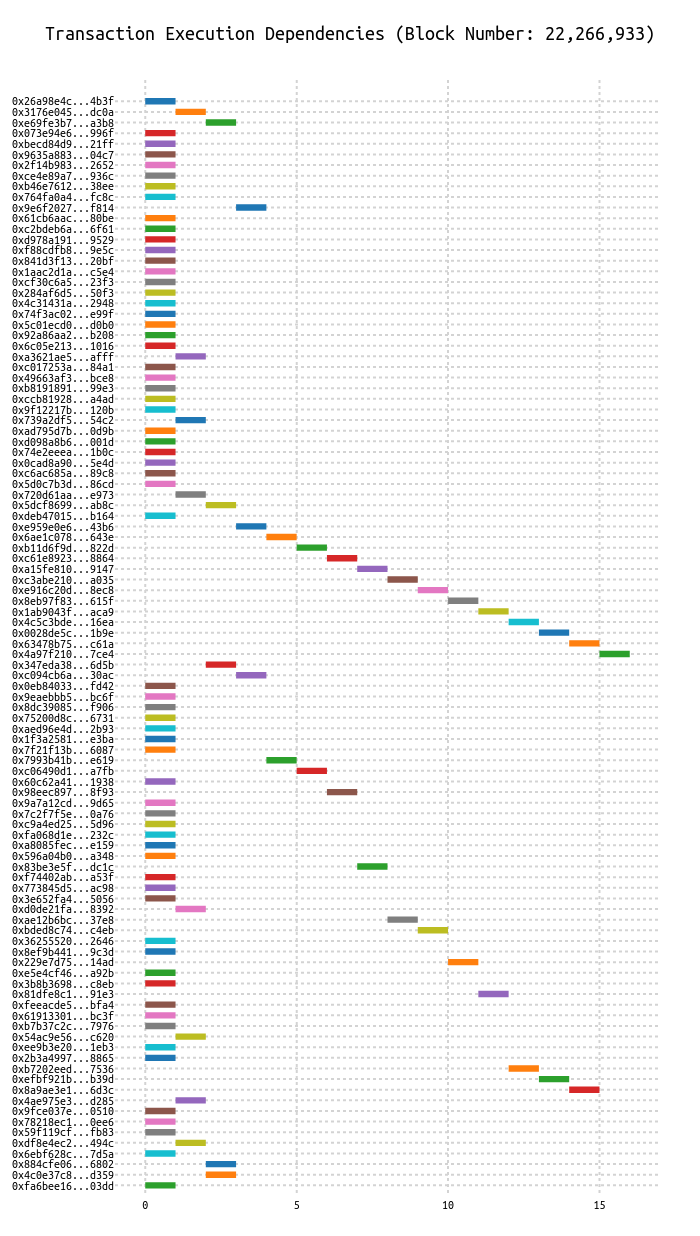 Transaction Execution Dependencies (Block Number: 22,266,933)
0x26a98e4c...4b3f
0x3176e045...dc0a
0xe69fe3b7...a3b8
0x073e94e6...996f
0xbecd84d9...21ff
0x9635a883...04c7
0x2f14b983...2652
0xce4e89a7...936c
0xb46e7612...38ee
0x764fa0a4...fc8c
0x9e6f2027...f814
0x61cb6aac...80be
0xc2bdeb6a...6f61
0xd978a191...9529
0xf88cdfb8...9e5c
0x841d3f13...20bf
0x1aac2d1a...c5e4
0xcf30c6a5...23f3
0x284af6d5...50f3
0x4c31431a...2948
0x74f3ac02...e99f
0x5c01ecd0...d0b0
0x92a86aa2...b208
0x6c05e213...1016
0xa3621ae5...afff
0xc017253a...84a1
0x49663af3...bce8
0xb8191891...99e3
0xccb81928...a4ad
0x9f12217b...120b
0x739a2df5...54c2
0xad795d7b...0d9b
0xd098a8b6...001d
0x74e2eeea...1b0c
0x0cad8a90...5e4d
0xc6ac685a...89c8
0x5d0c7b3d...86cd
0x720d61aa...e973
0x5dcf8699...ab8c
0xdeb47015...b164
0xe959e0e6...43b6
0x6ae1c078...643e
0xb11d6f9d...822d
0xc61e8923...8864
0xa15fe810...9147
0xc3abe210...a035
0xe916c20d...8ec8
0x8eb97f83...615f
0x1ab9043f...aca9
0x4c5c3bde...16ea
0x0028de5c...1b9e
0x63478b75...c61a
0x4a97f210...7ce4
0x347eda38...6d5b
0xc094cb6a...30ac
0x0eb84033...fd42
0x9eaebbb5...bc6f
0x8dc39085...f906
0x75200d8c...6731
0xaed96e4d...2b93
0x1f3a2581...e3ba
0x7f21f13b...6087
0x7993b41b...e619
0xc06490d1...a7fb
0x60c62a41...1938
0x98eec897...8f93
0x9a7a12cd...9d65
0x7c2f7f5e...0a76
0xc9a4ed25...5d96
0xfa068d1e...232c
0xa8085fec...e159
0x596a04b0...a348
0x83be3e5f...dc1c
0xf74402ab...a53f
0x773845d5...ac98
0x3e652fa4...5056
0xd0de21fa...8392
0xae12b6bc...37e8
0xbded8c74...c4eb
0x36255520...2646
0x8ef9b441...9c3d
0x229e7d75...14ad
0xe5e4cf46...a92b
0x3b8b3698...c8eb
0x81dfe8c1...91e3
0xfeeacde5...bfa4
0x61913301...bc3f
0xb7b37c2c...7976
0x54ac9e56...c620
0xee9b3e20...1eb3
0x2b3a4997...8865
0xb7202eed...7536
0xefbf921b...b39d
0x8a9ae3e1...6d3c
0x4ae975e3...d285
0x9fce037e...0510
0x78218ec1...0ee6
0x59f119cf...fb83
0xdf8e4ec2...494c
0x6ebf628c...7d5a
0x884cfe06...6802
0x4c0e37c8...d359
0xfa6bee16...03dd
0 5 10 15